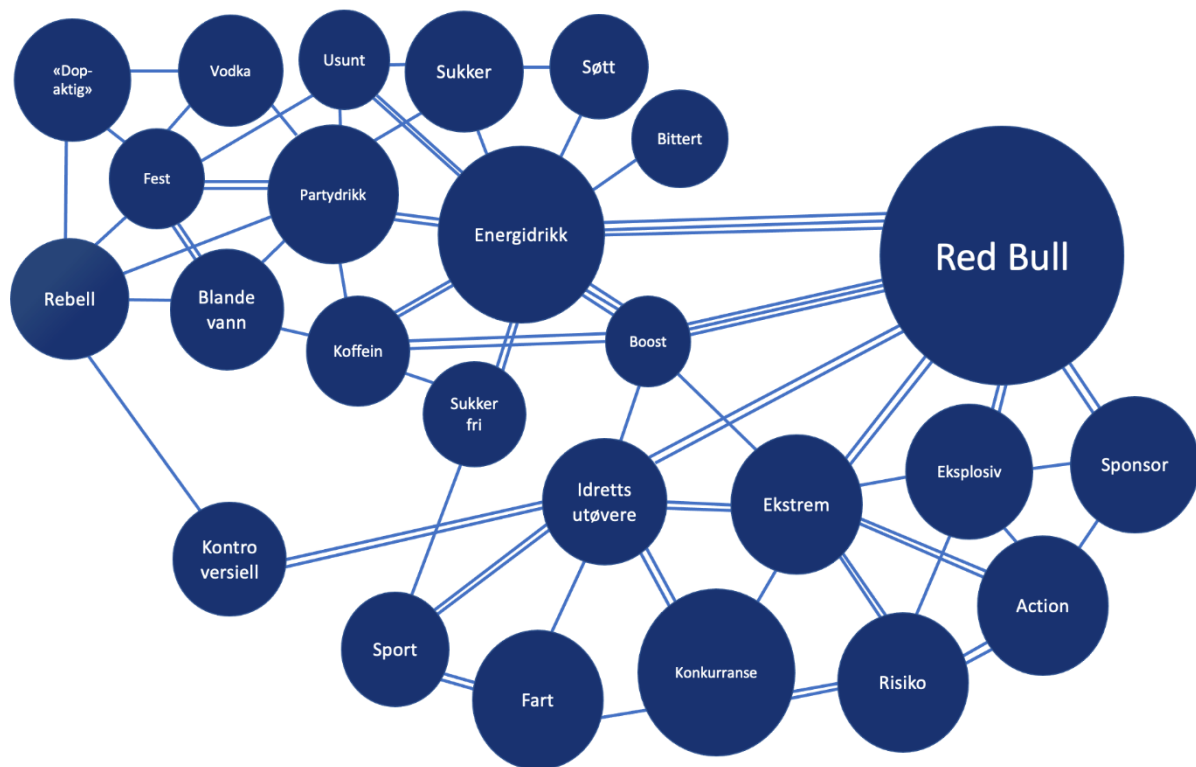 «Dop-
aktig»
Vodka
Usunt
Sukker
Søtt
Bittert
Fest
Partydrikk
Energidrikk
Red Bull
Rebell
Blande
vann
Koffein
Boost
Sukker
fri
Idretts
utøvere
Ekstrem
Eksplosiv
Sponsor
Kontro
versiell
Sport
Fart
Konkurranse
Risiko
Action